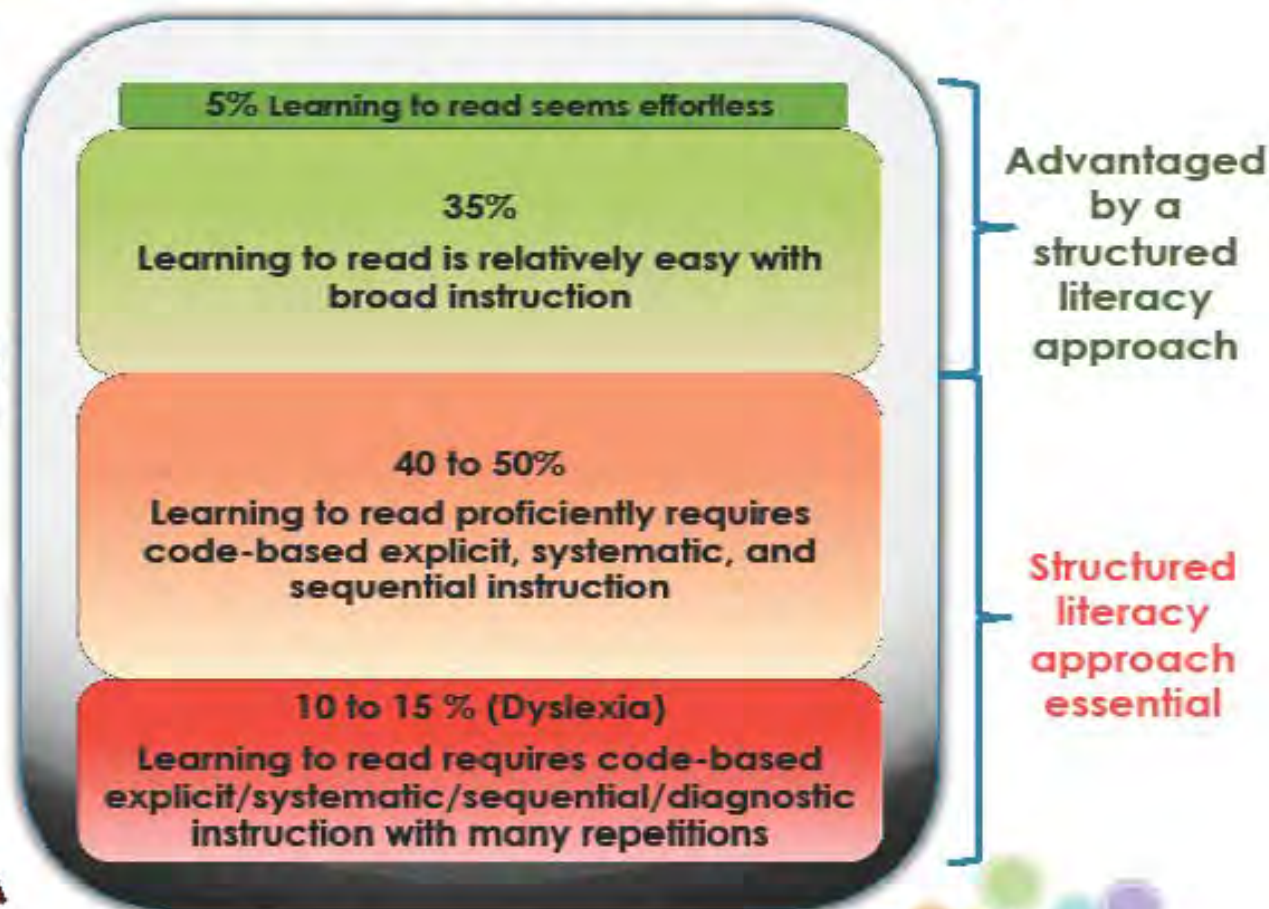 5% Learning to read seems effortless
35%
Learning to read is relatively easy with
broad instruction
40 to 50%
Learning to read proficiently requires
code-based explicit, systematic, and
sequential instruction
10 to 15 % (Dyslexia)
Learning to read requires code-based
explicit/systematic/sequential/diagnostic
instruction with many repetitions
Advantaged
by a
structured
literacy
approach
Structured
literacy
approach
essential